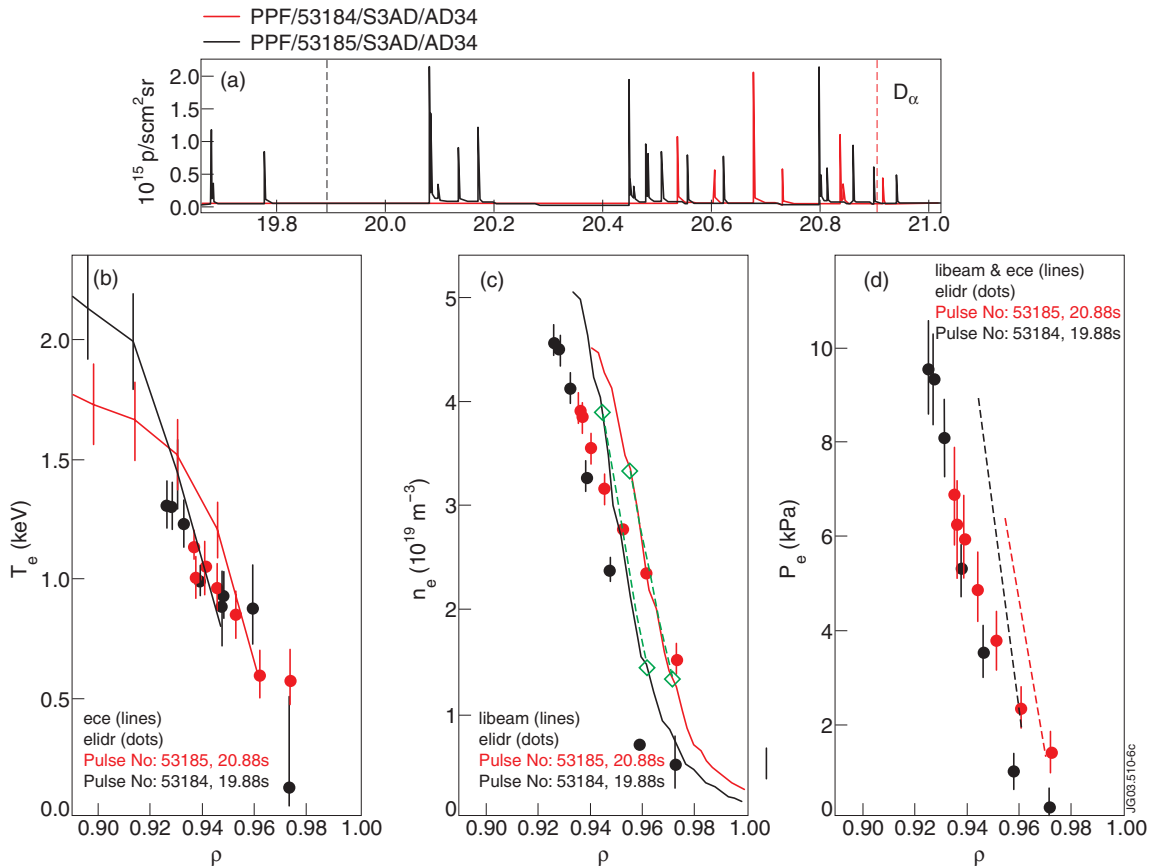 PPF/53184/S3AD/AD34
PPF/53185/S3AD/AD34
(a)
Dα
10¹⁵ p/scm²sr
2.0
1.5
1.0
0.5
0.0
19.8 20.0 20.2 20.4 20.6 20.8 21.0
(b)
Tₑ (keV)
2.0
1.5
1.0
0.5
0.0
ece (lines)
elidr (dots)
Pulse No: 53185, 20.88s
Pulse No: 53184, 19.88s
0.90 0.92 0.94 0.96 0.98 1.00
ρ
(c)
nₑ (10¹⁹ m⁻³)
5
4
3
2
1
libeam (lines)
elidr (dots)
Pulse No: 53185, 20.88s
Pulse No: 53184, 19.88s
0.90 0.92 0.94 0.96 0.98 1.00
ρ
(d)
libeam & ece (lines)
elidr (dots)
Pulse No: 53185, 20.88s
Pulse No: 53184, 19.88s
Pₑ (kPa)
10
8
6
4
2
0
0.90 0.92 0.94 0.96 0.98 1.00
ρ
JG03.510-6c